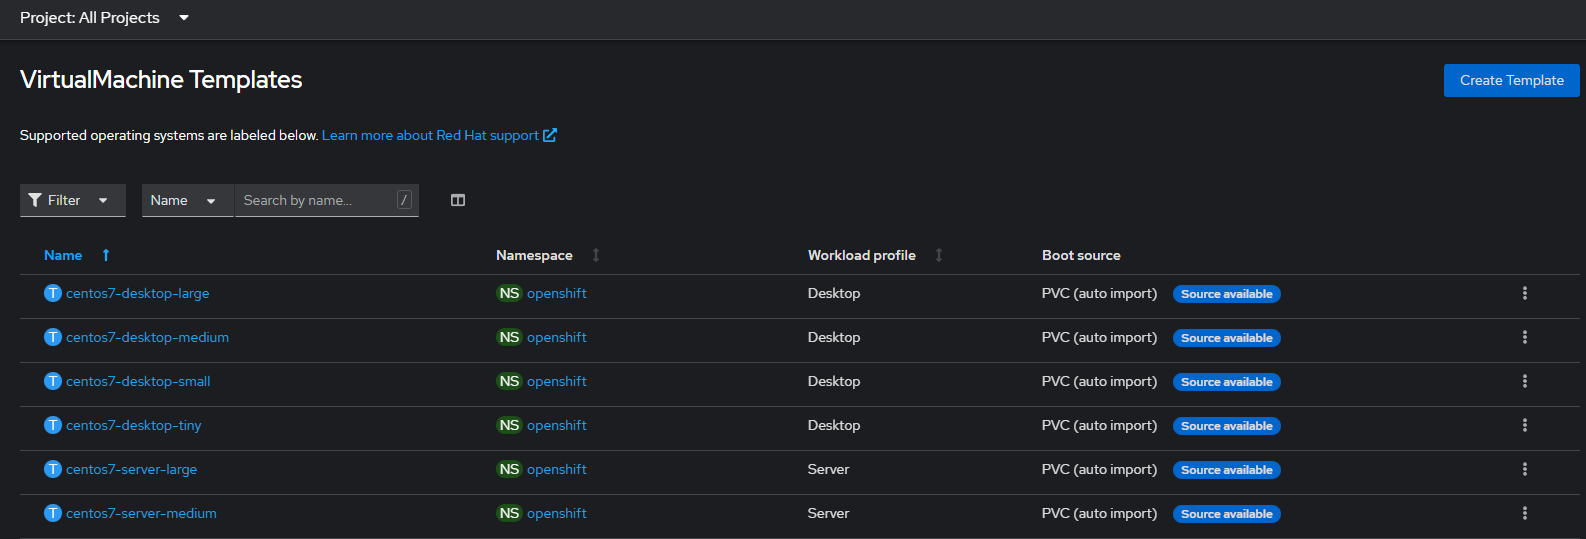 Project: All Projects
VirtualMachine Templates
Create Template
Supported operating systems are labeled below. Learn more about Red Hat support
Filter Name Search by name... /
Name Namespace Workload profile Boot source
T centos7-desktop-large NS openshift Desktop PVC (auto import) Source available
T centos7-desktop-medium NS openshift Desktop PVC (auto import) Source available
T centos7-desktop-small NS openshift Desktop PVC (auto import) Source available
T centos7-desktop-tiny NS openshift Desktop PVC (auto import) Source available
T centos7-server-large NS openshift Server PVC (auto import) Source available
T centos7-server-medium NS openshift Server PVC (auto import) Source available